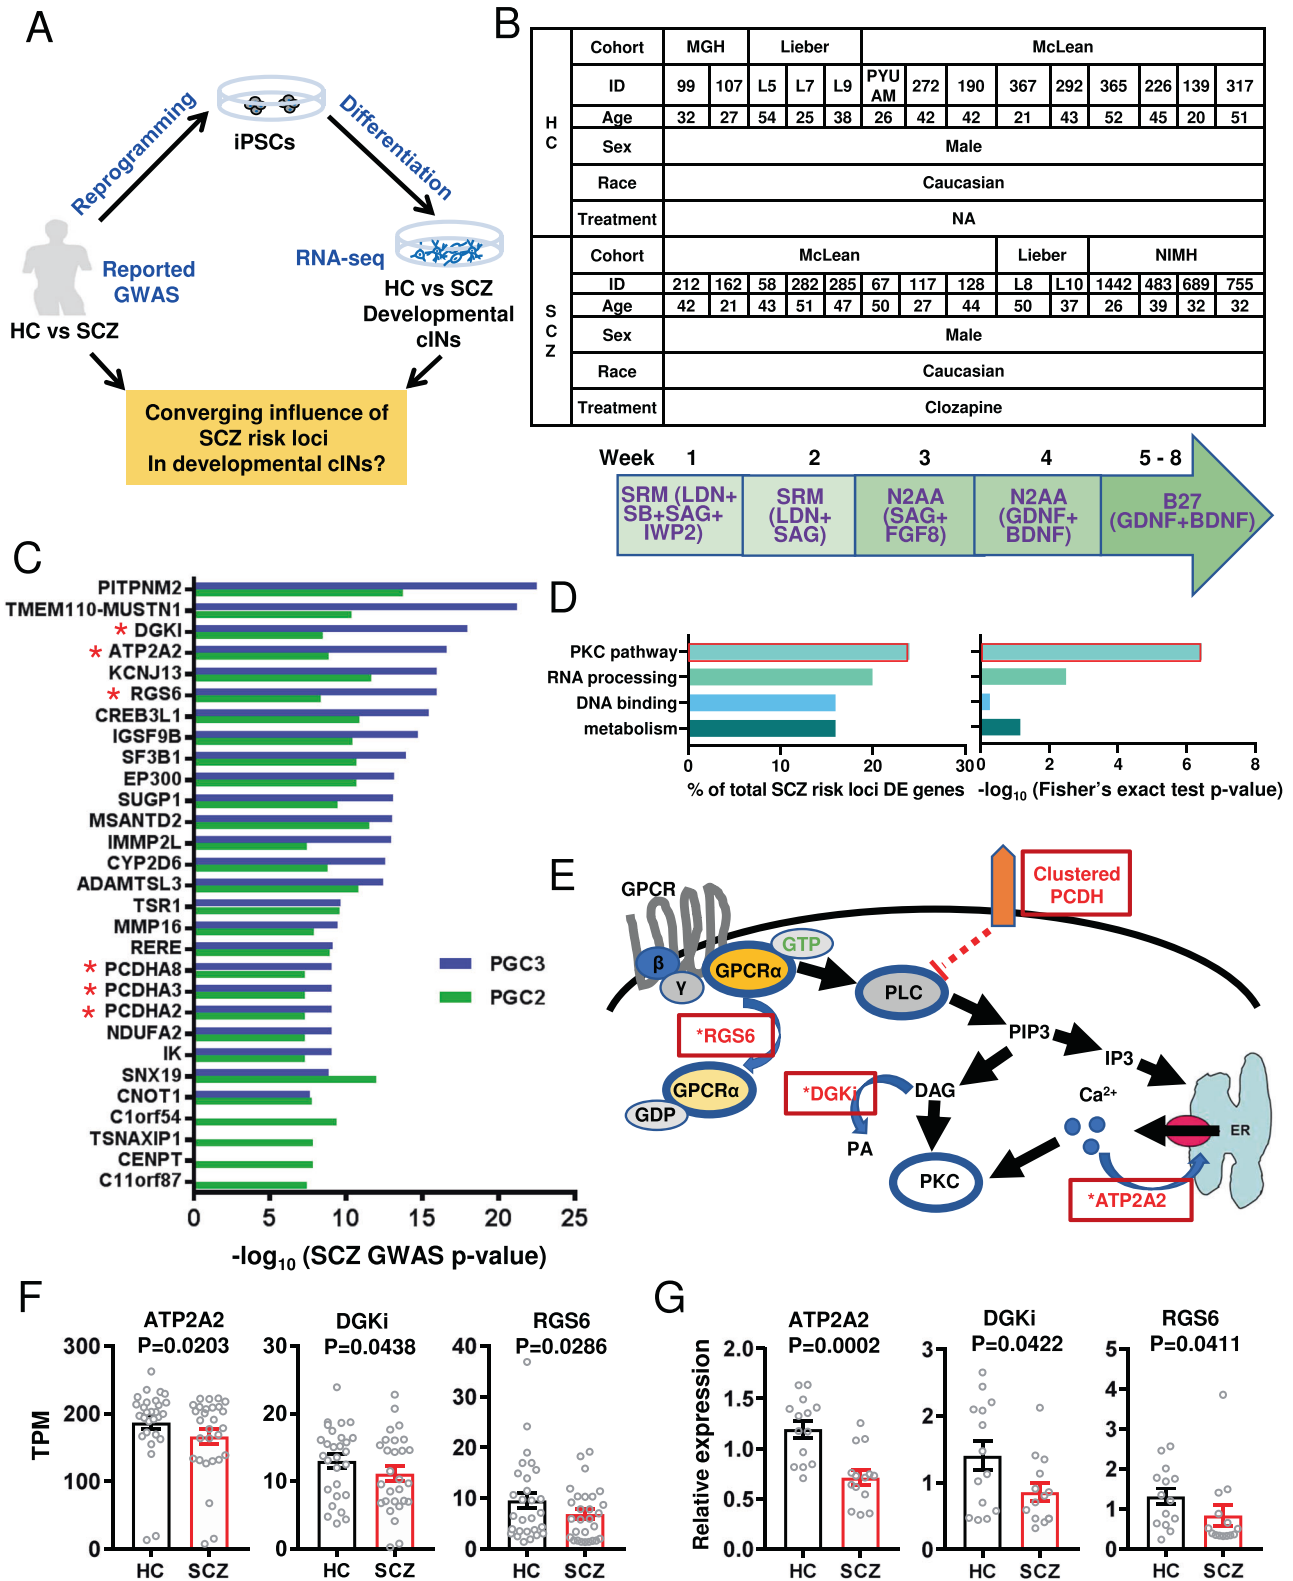 A
Reprogramming
Differentiation
iPSCs
RNA-seq
Reported
GWAS
HC vs SCZ
HC vs SCZ
Developmental
cINs
Converging influence of
SCZ risk loci
In developmental cINs?
B
H
C
Cohort MGH Lieber McLean
ID 99 107 L5 L7 L9 PYUAM 272 190 367 292 365 226 139 317
Age 32 27 54 25 38 26 42 42 21 43 52 45 20 51
Sex Male
Race Caucasian
Treatment NA
S
C
Z
Cohort McLean Lieber NIMH
ID 212 162 58 282 285 67 117 128 L8 L10 1442 483 689 755
Age 42 21 43 51 47 50 27 44 50 37 26 39 32 32
Sex Male
Race Caucasian
Treatment Clozapine
Week 1 2 3 4 5 - 8
SRM (LDN+
SB+SAG+
IWP2)
SRM
(LDN+
SAG)
N2AA
(SAG+
FGF8)
N2AA
(GDNF+
BDNF)
B27
(GDNF+BDNF)
C
PITPNM2
TMEM110-MUSTN1
* DGKI
* ATP2A2
KCNJ13
* RGS6
CREB3L1
IGSF9B
SF3B1
EP300
SUGP1
MSANTD2
IMMP2L
CYP2D6
ADAMTSL3
TSR1
MMP16
RERE
* PCDHA8
* PCDHA3
* PCDHA2
NDUFA2
IK
SNX19
CNOT1
C1orf54
TSNAXIP1
CENPT
C11orf87
PGC3
PGC2
0 5 10 15 20 25
-log10 (SCZ GWAS p-value)
D
PKC pathway
RNA processing
DNA binding
metabolism
0 10 20 30
% of total SCZ risk loci DE genes
0 2 4 6 8
-log10 (Fisher's exact test p-value)
E
GPCR
β
γ
GPCRα
GTP
Clustered
PCDH
PLC
*RGS6
GPCRα
GDP
PIP3
IP3
*DGKi
DAG
PA
Ca2+
ER
PKC
*ATP2A2
F
TPM
ATP2A2
P=0.0203
300
200
100
0
HC SCZ
DGKi
P=0.0438
30
20
10
0
HC SCZ
RGS6
P=0.0286
40
30
20
10
0
HC SCZ
G
Relative expression
ATP2A2
P=0.0002
2.0
1.5
1.0
0.5
0.0
HC SCZ
DGKi
P=0.0422
3
2
1
0
HC SCZ
RGS6
P=0.0411
5
4
3
2
1
0
HC SCZ